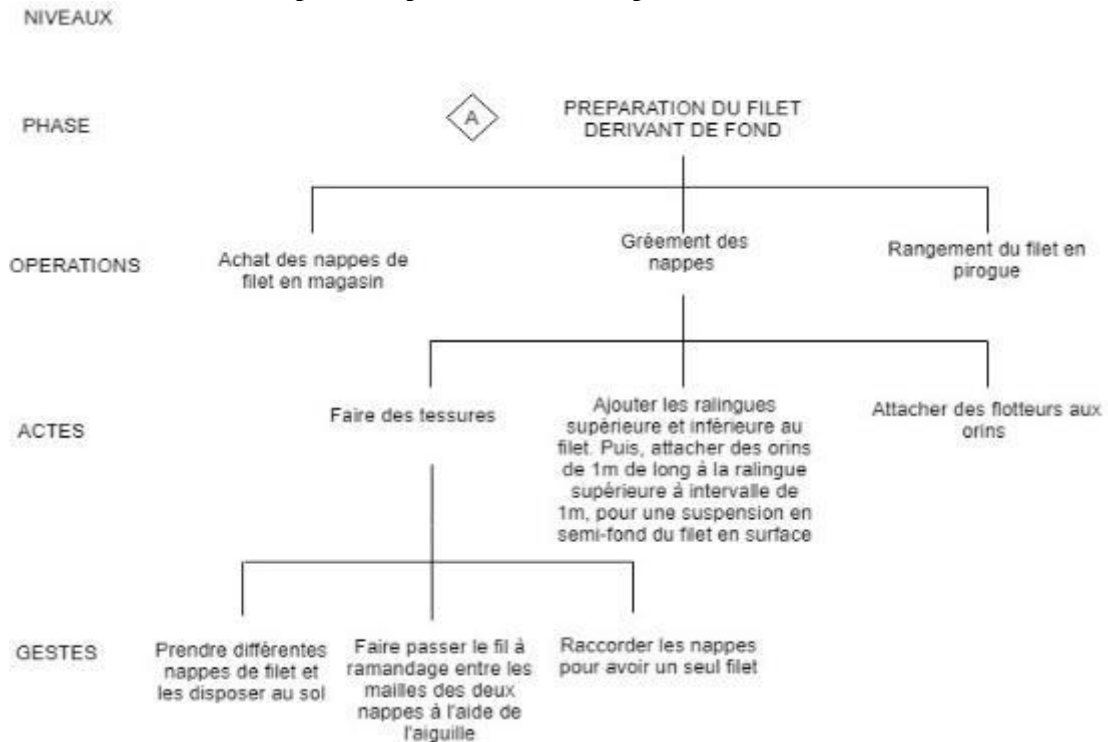 NIVEAUX
PHASE
A
PREPARATION DU FILET
DERIVANT DE FOND
OPERATIONS
Achat des nappes de
filet en magasin
Grèement des
nappes
Rangement du filet en
pirogue
ACTES
Faire des tessures
Ajouter les ralingues
supérieure et inférieure au
filet. Puis, attacher des orins
de 1m de long à la ralingue
supérieure à intervalle de
1m, pour une suspension en
semi-fond du filet en surface
Attacher des flotteurs aux
orins
GESTES
Prendre différentes
nappes de filet et
les disposer au sol
Faire passer le fil à
ramandage entre les
mailles des deux
nappes à l'aide de
l'aiguille
Raccorder les nappes
pour avoir un seul filet